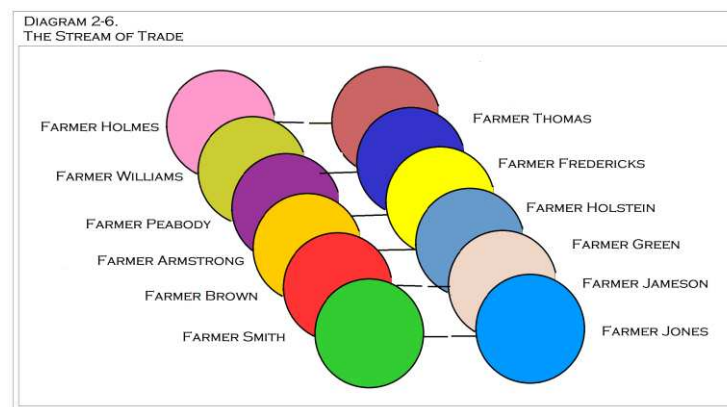 DIAGRAM 2-6.
THE STREAM OF TRADE
FARMER HOLMES
FARMER THOMAS
FARMER WILLIAMS
FARMER FREDERICKS
FARMER PEABODY
FARMER HOLSTEIN
FARMER ARMSTRONG
FARMER GREEN
FARMER BROWN
FARMER JAMESON
FARMER SMITH
FARMER JONES